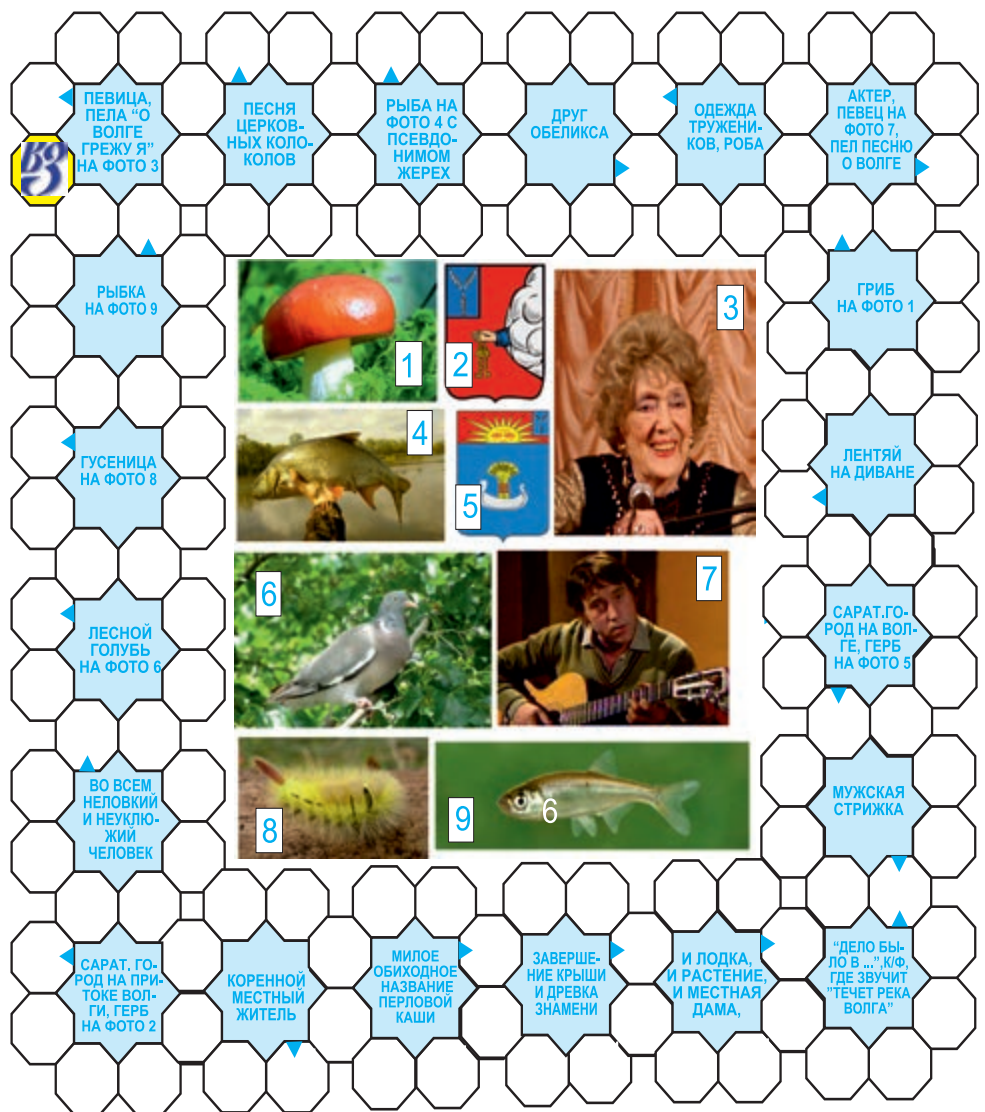 ПЕВИЦА,
ПЕЛА "О
ВОЛГЕ
ГРЕЖУ Я"
НА ФОТО 3
ПЕСНЯ
ЦЕРКОВ-
НЫХ КОЛО-
КОЛОВ
РЫБА НА
ФОТО 4 С
ПСЕВДО-
НИМОМ
ЖЕРЕХ
ДРУГ
ОБЕЛИКСА
ОДЕЖДА
ТРУЖЕНИ-
КОВ, РОБА
АКТЕР,
ПЕВЕЦ НА
ФОТО 7,
ПЕЛ ПЕСНЮ
О ВОЛГЕ
РЫБКА
НА ФОТО 9
ГРИБ
НА ФОТО 1
1
2
3
4
5
ГУСЕНИЦА
НА ФОТО 8
ЛЕНТЯЙ
НА ДИВАНЕ
6
7
ЛЕСНОЙ
ГОЛУБЬ
НА ФОТО 6
САРАТ.ГО-
РОД НА ВОЛ-
ГЕ, ГЕРБ
НА ФОТО 5
8
9
6
ВО ВСЕМ
НЕЛОВКИЙ
И НЕУКЛЮ-
ЖИЙ
ЧЕЛОВЕК
МУЖСКАЯ
СТРИЖКА
САРАТ, ГО-
РОД НА ПРИ-
ТОКЕ ВОЛ-
ГИ, ГЕРБ
НА ФОТО 2
КОРЕННОЙ
МЕСТНЫЙ
ЖИТЕЛЬ
МИЛОЕ
ОБИХОДНОЕ
НАЗВАНИЕ
ПЕРЛОВОЙ
КАШИ
ЗАВЕРШЕ-
НИЕ КРЫШИ
И ДРЕВКА
ЗНАМЕНИ
И ЛОДКА,
И РАСТЕНИЕ,
И МЕСТНАЯ
ДАМА,
"ДЕЛО БЫ-
ЛО В ...",К/Ф,
ГДЕ ЗВУЧИТ
"ТЕЧЕТ РЕКА
ВОЛГА"